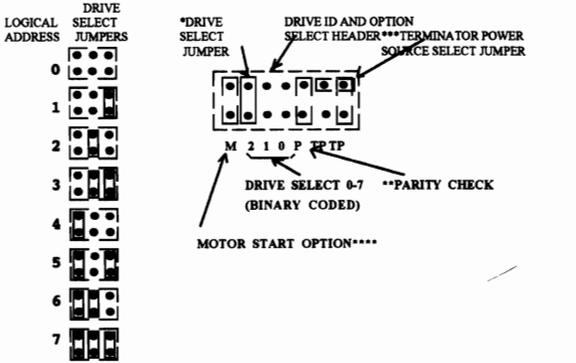 LOGICAL ADDRESS
DRIVE SELECT JUMPERS
0
1
2
3
4
5
6
7
*DRIVE SELECT JUMPER
DRIVE ID AND OPTION SELECT HEADER
***TERMINATOR POWER SOURCE SELECT JUMPER
M 2 1 0 P TP TP
DRIVE SELECT 0-7
(BINARY CODED)
**PARITY CHECK
MOTOR START OPTION****